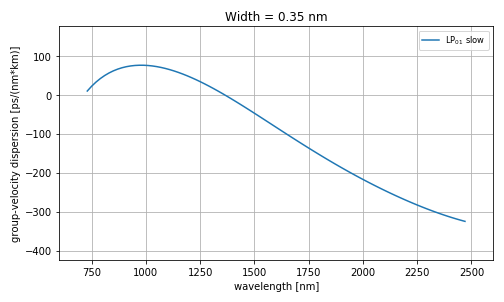 Width = 0.35 nm
LP₀₁ slow
group-velocity dispersion [ps/(nm*km)]
100
0
−100
−200
−300
−400
750 1000 1250 1500 1750 2000 2250 2500
wavelength [nm]